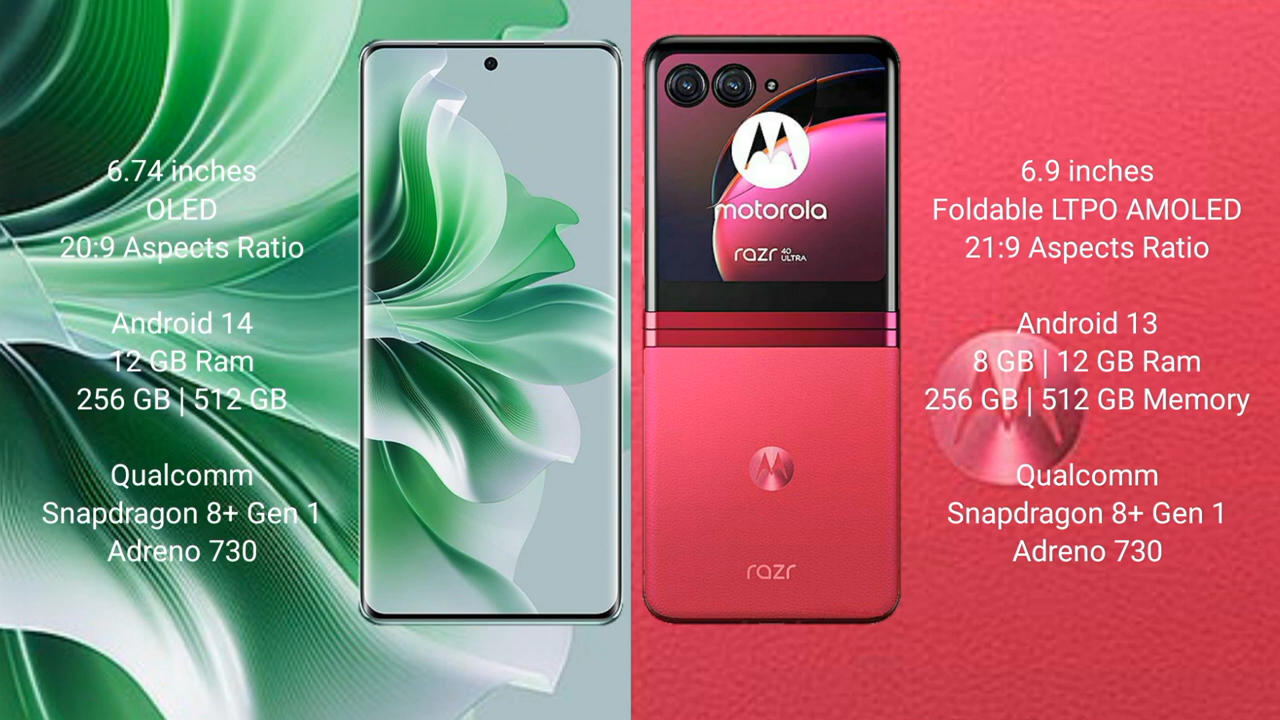 6.74 inches
OLED
20:9 Aspects Ratio
Android 14
12 GB Ram
256 GB | 512 GB
Qualcomm
Snapdragon 8+ Gen 1
Adreno 730
motorola
razr 40 ULTRA
razr
6.9 inches
Foldable LTPO AMOLED
21:9 Aspects Ratio
Android 13
8 GB | 12 GB Ram
256 GB | 512 GB Memory
Qualcomm
Snapdragon 8+ Gen 1
Adreno 730